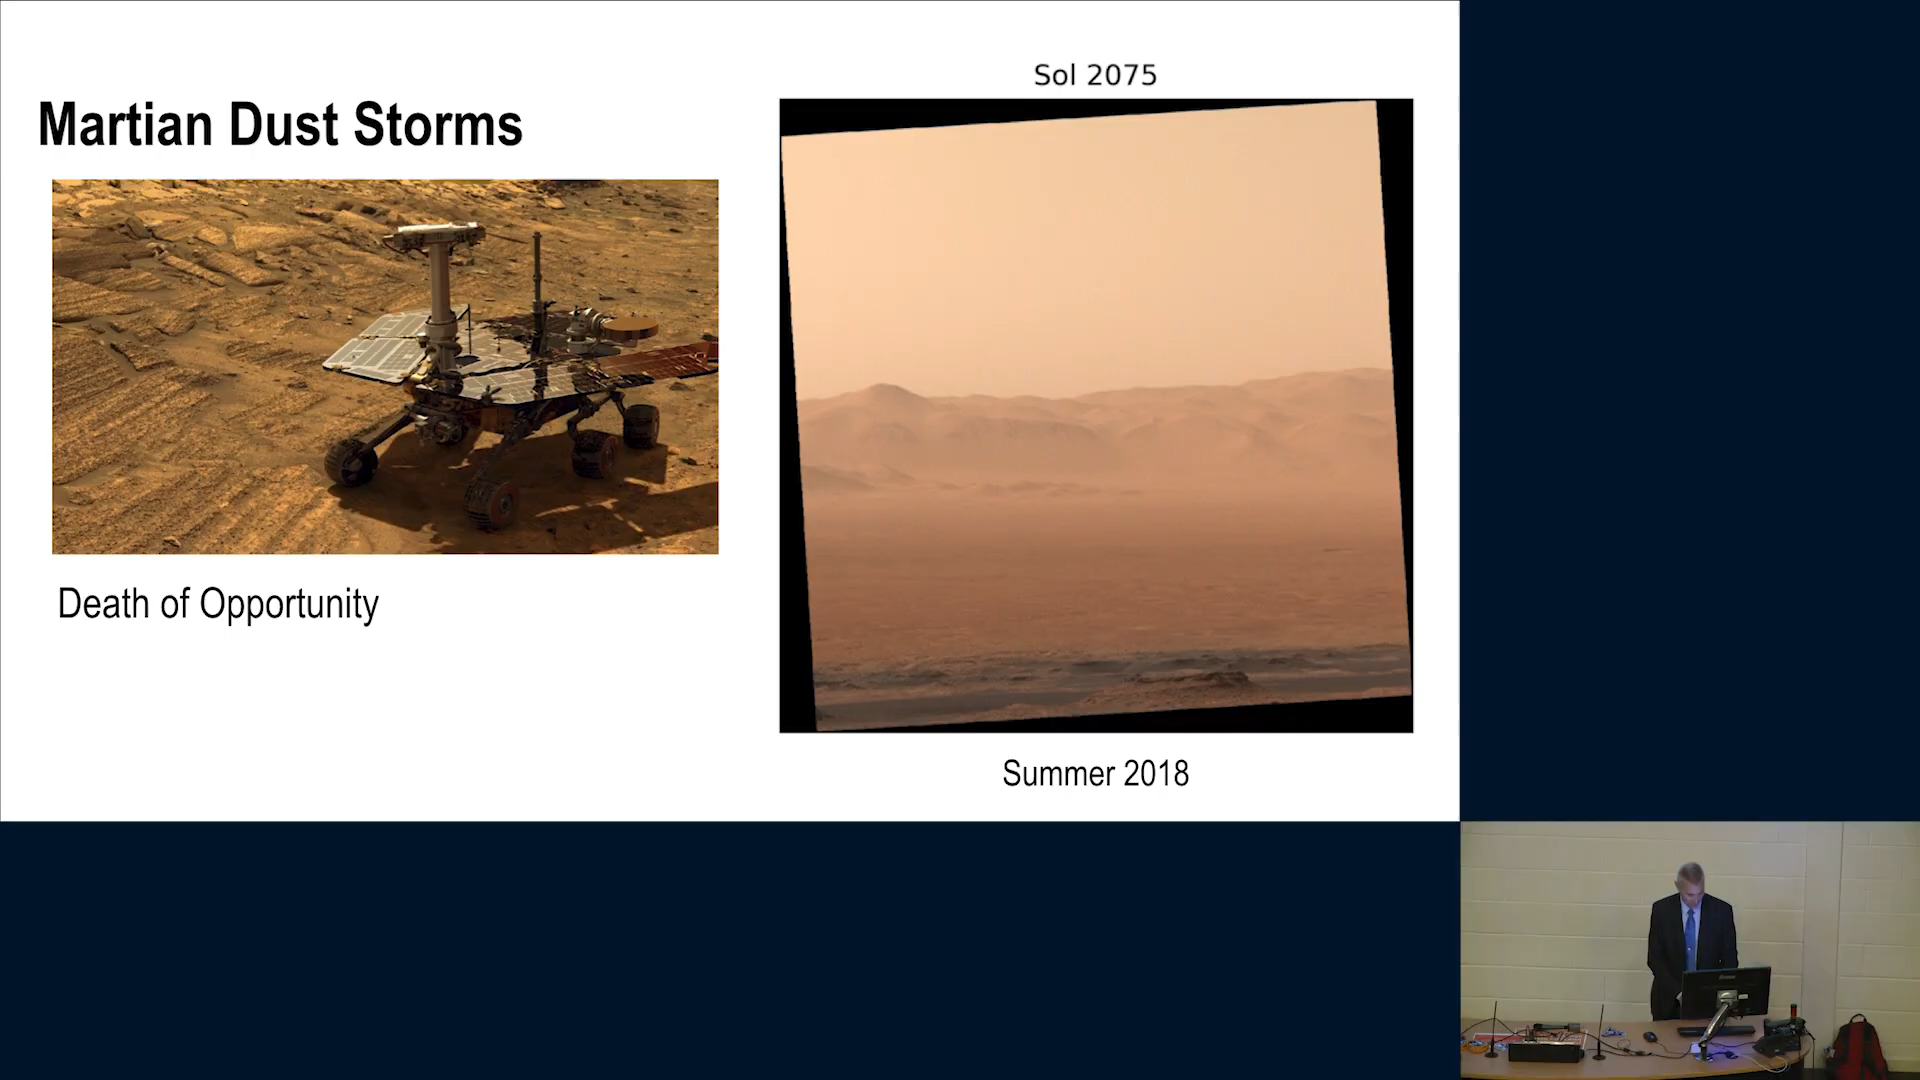 Martian Dust Storms
Death of Opportunity
Sol 2075
Summer 2018